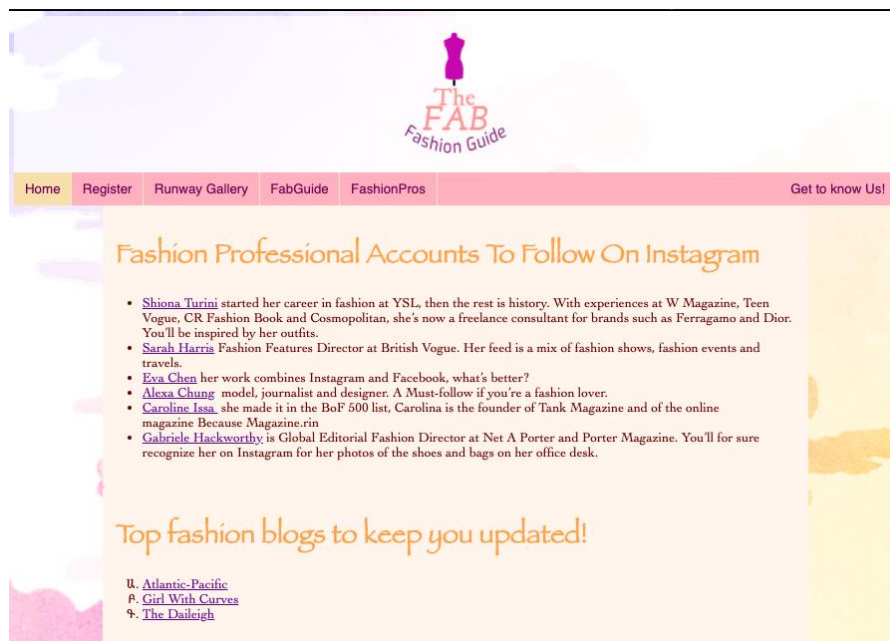 The
FAB
Fashion Guide
Home Register Runway Gallery FabGuide FashionPros Get to know Us!
Fashion Professional Accounts To Follow On Instagram
• Shiona Turini started her career in fashion at YSL, then the rest is history. With experiences at W Magazine, Teen
Vogue, CR Fashion Book and Cosmopolitan, she's now a freelance consultant for brands such as Ferragamo and Dior.
You'll be inspired by her outfits.
• Sarah Harris Fashion Features Director at British Vogue. Her feed is a mix of fashion shows, fashion events and
travels.
• Eva Chen her work combines Instagram and Facebook, what's better?
• Alexa Chung model, journalist and designer. A Must-follow if you're a fashion lover.
• Caroline Issa she made it in the BoF 500 list, Carolina is the founder of Tank Magazine and of the online
magazine Because Magazine.rin
• Gabriele Hackworthy is Global Editorial Fashion Director at Net A Porter and Porter Magazine. You'll for sure
recognize her on Instagram for her photos of the shoes and bags on her office desk.
Top fashion blogs to keep you updated!
Ա. Atlantic-Pacific
Բ. Girl With Curves
Գ. The Daileigh